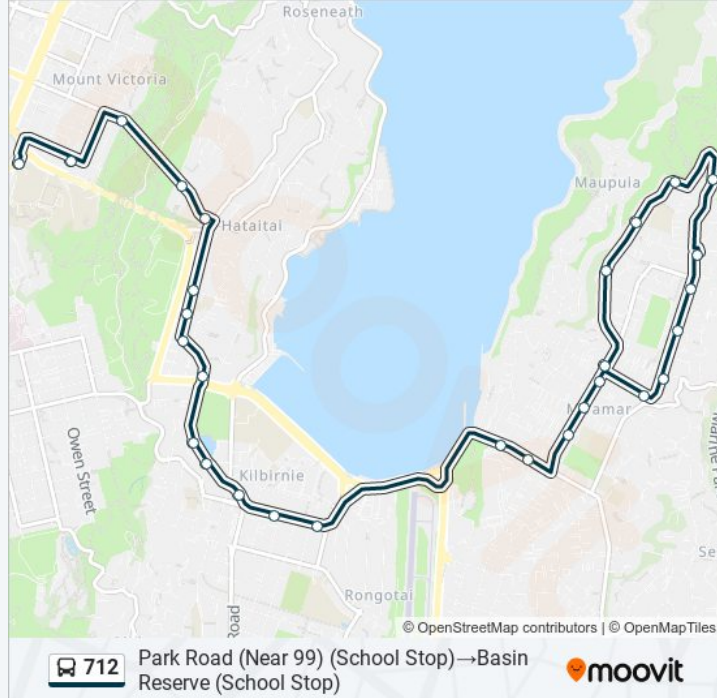 Roseneath
Mount Victoria
Maupuia
Hataitai
Miramar
Owen Street
Kilbirnie
Se
Rongotai
Road
© OpenStreetMap contributors | © OpenMapTiles
712
Park Road (Near 99) (School Stop)→Basin
Reserve (School Stop)
moovit